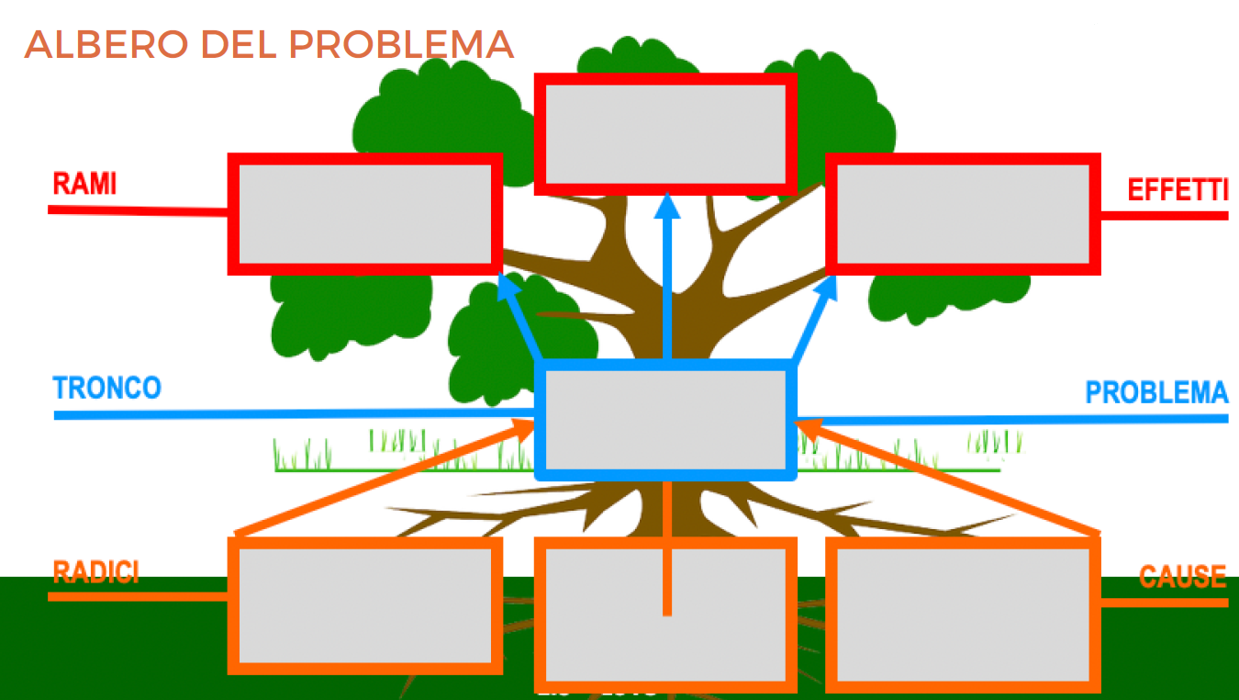 ALBERO DEL PROBLEMA
RAMI
EFFETTI
TRONCO
PROBLEMA
RADICI
CAUSE